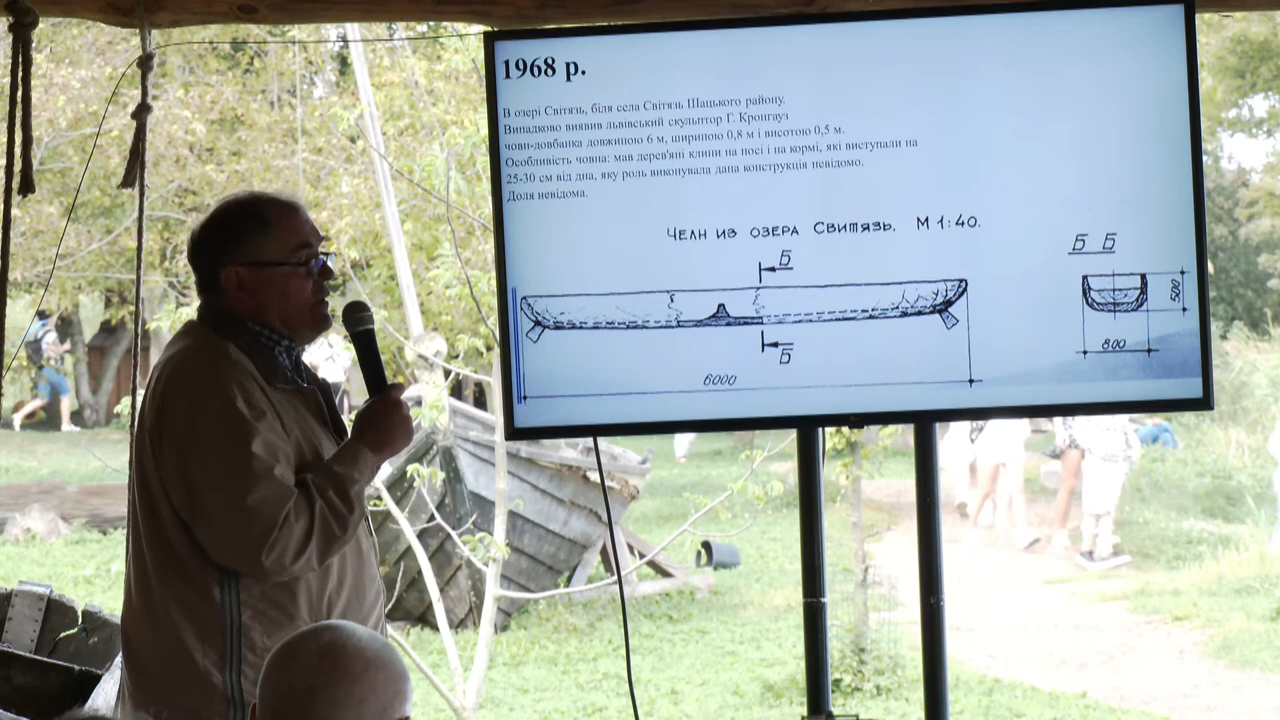 1968 р.
В озері Світязь, біля села Світязь Шацького району.
Випадково виявив львівський скульптор Г. Кронгауз
човн-довбанка довжиною 6 м, шириною 0,8 м і висотою 0,5 м.
Особливість човна: мав дерев'яні клини на носі і на кормі, які виступали на
25-30 см від дна, яку роль виконувала дана конструкція невідомо.
Доля невідома.
Челн из озера Свитязь. М 1:40.
Б
Б
6000
Б Б
500
800